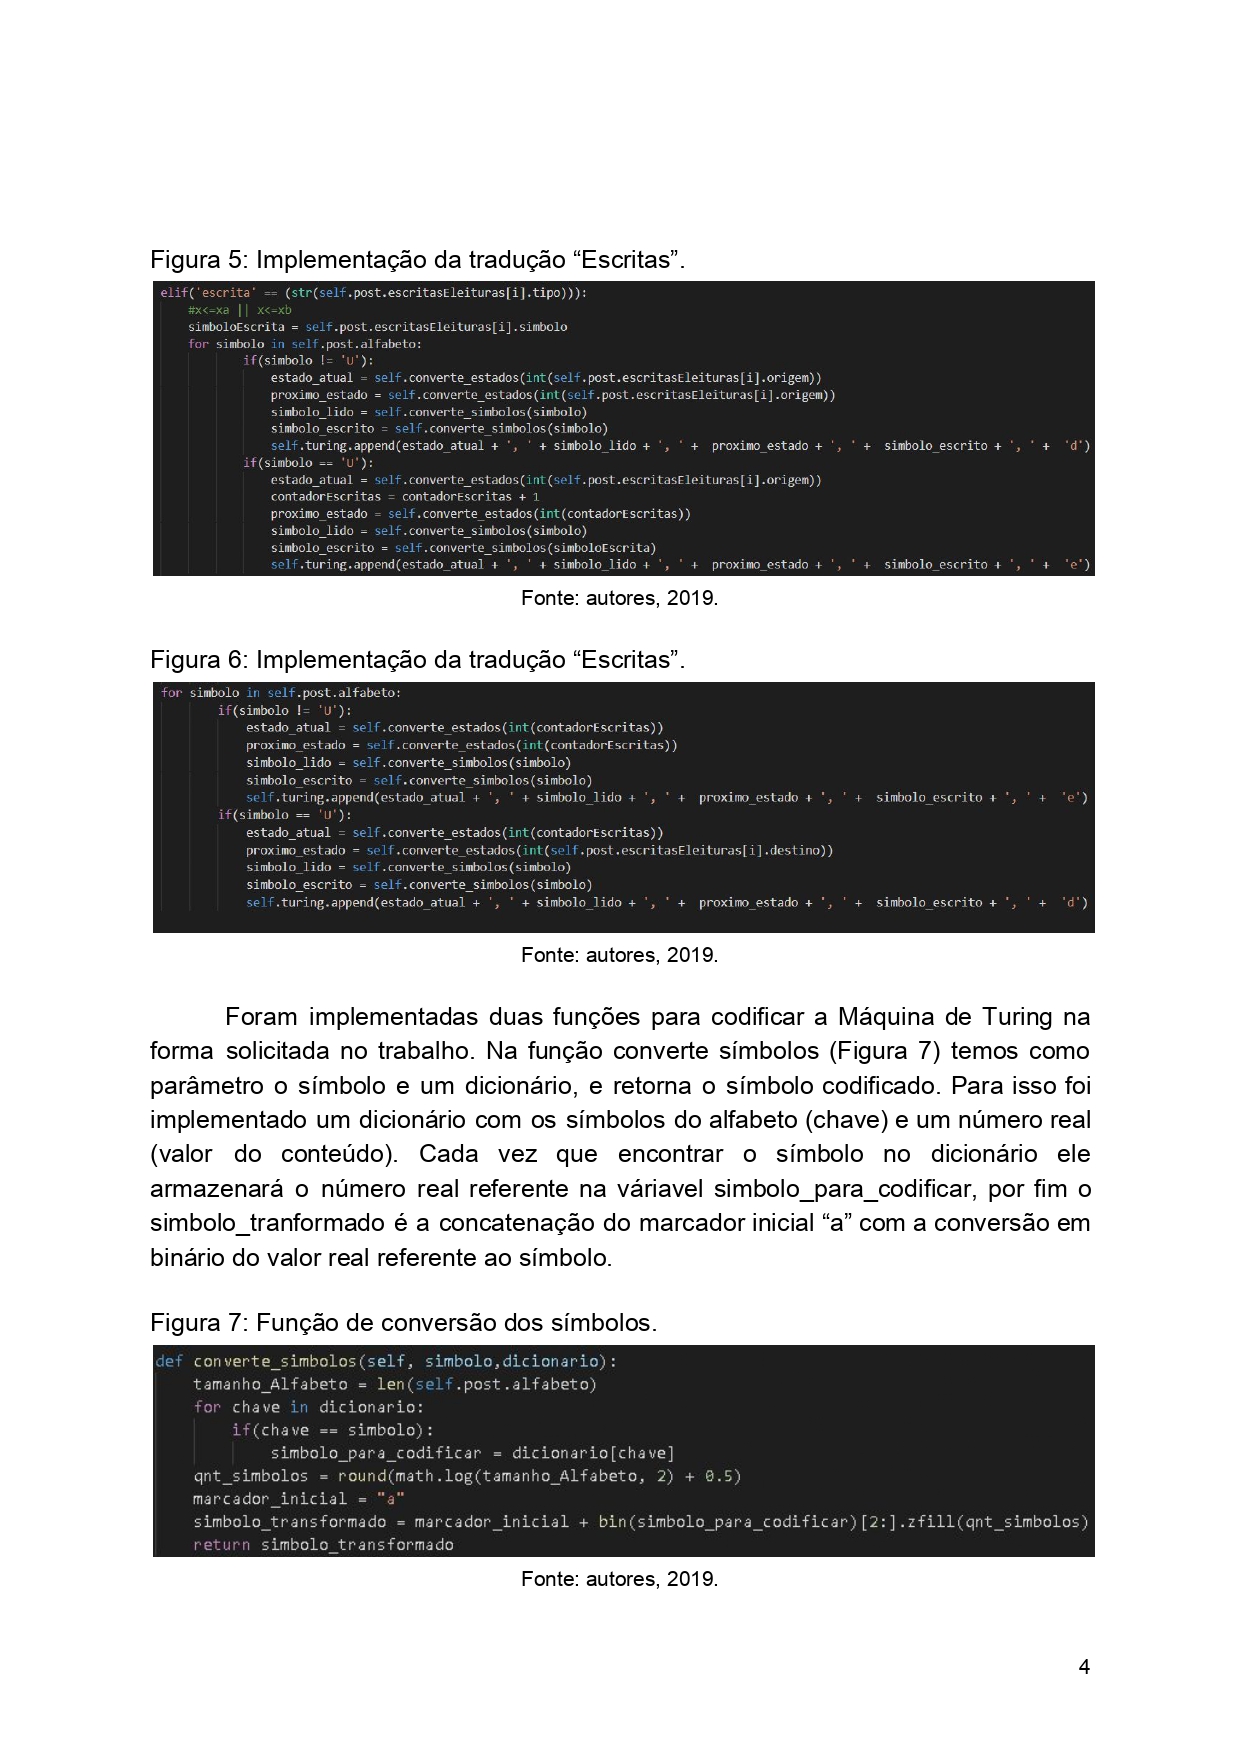 Figura 5: Implementação da tradução “Escritas”.
elif('escrita' == (str(self.post.escritasEleituras[i].tipo))):
#x<=xa || x<=xb
simboloEscrita = self.post.escritasEleituras[i].simbolo
for simbolo in self.post.alfabeto:
if(simbolo != 'U'):
estado_atual = self.converte_estados(int(self.post.escritasEleituras[i].origem))
proximo_estado = self.converte_estados(int(self.post.escritasEleituras[i].origem))
simbolo_lido = self.converte_simbolos(simbolo)
simbolo_escrito = self.converte_simbolos(simbolo)
self.turing.append(estado_atual + ', ' + simbolo_lido + ', ' +  proximo_estado + ', ' +  simbolo_escrito + ', ' +  'd')
if(simbolo == 'U'):
estado_atual = self.converte_estados(int(self.post.escritasEleituras[i].origem))
contadorEscritas = contadorEscritas + 1
proximo_estado = self.converte_estados(int(contadorEscritas))
simbolo_lido = self.converte_simbolos(simbolo)
simbolo_escrito = self.converte_simbolos(simboloEscrita)
self.turing.append(estado_atual + ', ' + simbolo_lido + ', ' +  proximo_estado + ', ' +  simbolo_escrito + ', ' +  'e')
Fonte: autores, 2019.
Figura 6: Implementação da tradução “Escritas”.
for simbolo in self.post.alfabeto:
if(simbolo != 'U'):
estado_atual = self.converte_estados(int(contadorEscritas))
proximo_estado = self.converte_estados(int(contadorEscritas))
simbolo_lido = self.converte_simbolos(simbolo)
simbolo_escrito = self.converte_simbolos(simbolo)
self.turing.append(estado_atual + ', ' + simbolo_lido + ', ' +  proximo_estado + ', ' +  simbolo_escrito + ', ' +  'e')
if(simbolo == 'U'):
estado_atual = self.converte_estados(int(contadorEscritas))
proximo_estado = self.converte_estados(int(self.post.escritasEleituras[i].destino))
simbolo_lido = self.converte_simbolos(simbolo)
simbolo_escrito = self.converte_simbolos(simbolo)
self.turing.append(estado_atual + ', ' + simbolo_lido + ', ' +  proximo_estado + ', ' +  simbolo_escrito + ', ' +  'd')
Fonte: autores, 2019.
Foram implementadas duas funções para codificar a Máquina de Turing na
forma solicitada no trabalho. Na função converte símbolos (Figura 7) temos como
parâmetro o símbolo e um dicionário, e retorna o símbolo codificado. Para isso foi
implementado um dicionário com os símbolos do alfabeto (chave) e um número real
(valor do conteúdo). Cada vez que encontrar o símbolo no dicionário ele
armazenará o número real referente na váriavel simbolo_para_codificar, por fim o
simbolo_tranformado é a concatenação do marcador inicial “a” com a conversão em
binário do valor real referente ao símbolo.
Figura 7: Função de conversão dos símbolos.
def converte_simbolos(self, simbolo,dicionario):
tamanho_Alfabeto = len(self.post.alfabeto)
for chave in dicionario:
if(chave == simbolo):
simbolo_para_codificar = dicionario[chave]
qnt_simbolos = round(math.log(tamanho_Alfabeto, 2) + 0.5)
marcador_inicial = "a"
simbolo_transformado = marcador_inicial + bin(simbolo_para_codificar)[2:].zfill(qnt_simbolos)
return simbolo_transformado
Fonte: autores, 2019.
4